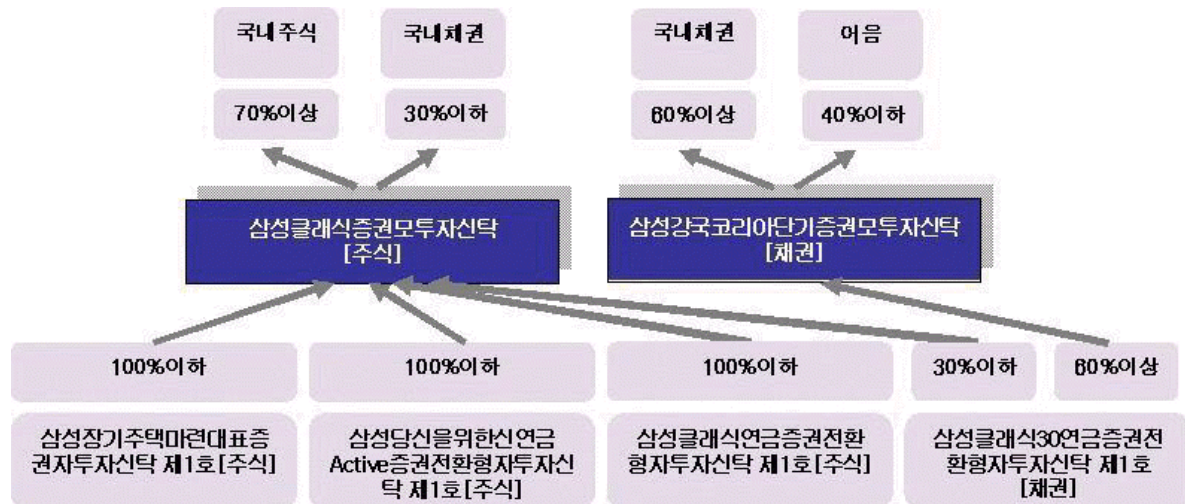 국내주식
국내채권
국내채권
어음
70%이상
30%이하
60%이상
40%이하
삼성클래식증권모투자신탁
[주식]
삼성강국코리아단기증권모투자신탁
[채권]
100%이하
100%이하
100%이하
30%이하
60%이상
삼성장기주택마련대표증
권자투자신탁 제1호[주식]
삼성당신을위한신연금
Active증권전환형자투자신
탁 제1호[주식]
삼성클래식연금증권전환
형자투자신탁 제1호[주식]
삼성클래식30연금증권전
환형자투자신탁 제1호
[채권]